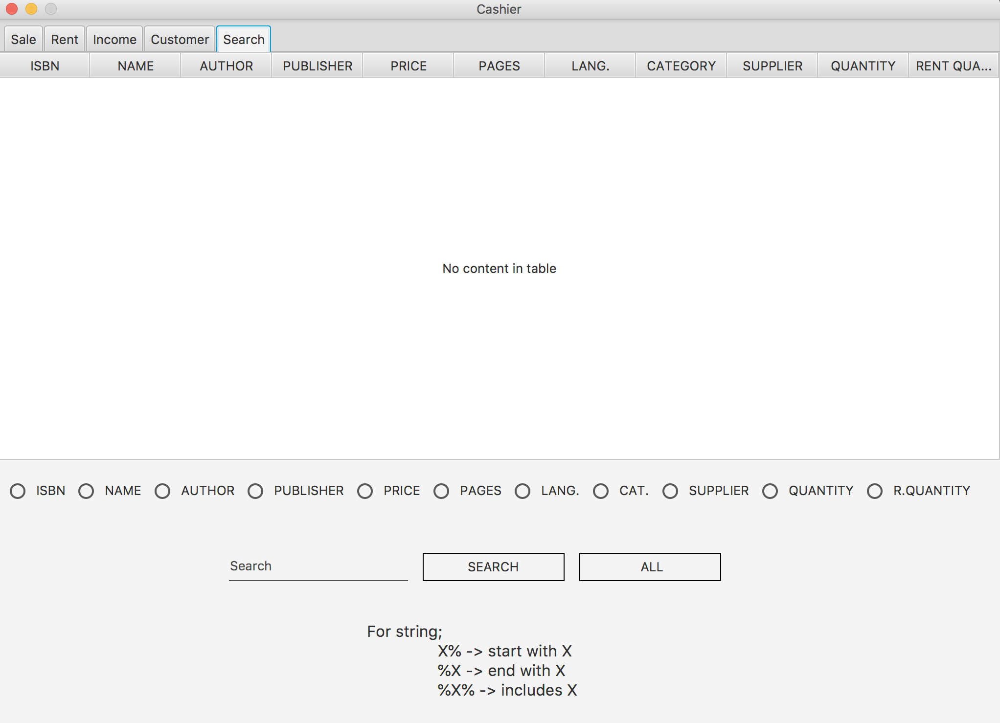 Cashier
Sale Rent Income Customer Search
ISBN NAME AUTHOR PUBLISHER PRICE PAGES LANG. CATEGORY SUPPLIER QUANTITY RENT QUA...
No content in table
ISBN NAME AUTHOR PUBLISHER PRICE PAGES LANG. CAT. SUPPLIER QUANTITY R.QUANTITY
Search SEARCH ALL
For string;
X% -> start with X
%X -> end with X
%X% -> includes X